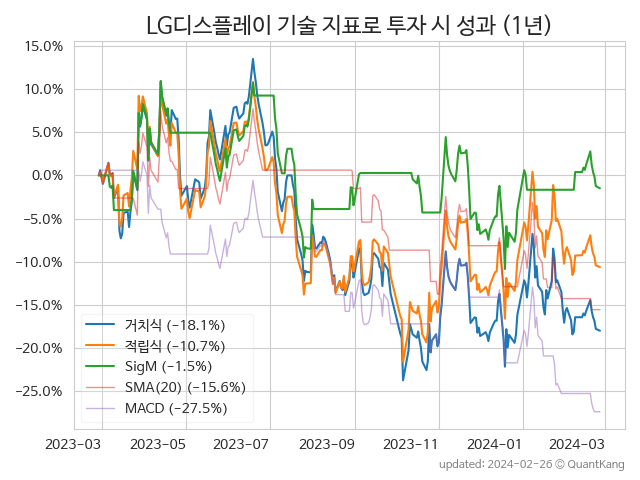 LG디스플레이 기술 지표로 투자 시 성과 (1년)
15.0%
10.0%
5.0%
0.0%
−5.0%
−10.0%
−15.0%
−20.0%
−25.0%
거치식 (−18.1%)
적립식 (−10.7%)
SigM (−1.5%)
SMA(20) (−15.6%)
MACD (−27.5%)
2023−03 2023−05 2023−07 2023−09 2023−11 2024−01 2024−03
updated: 2024−02−26 ⓒ QuantKang